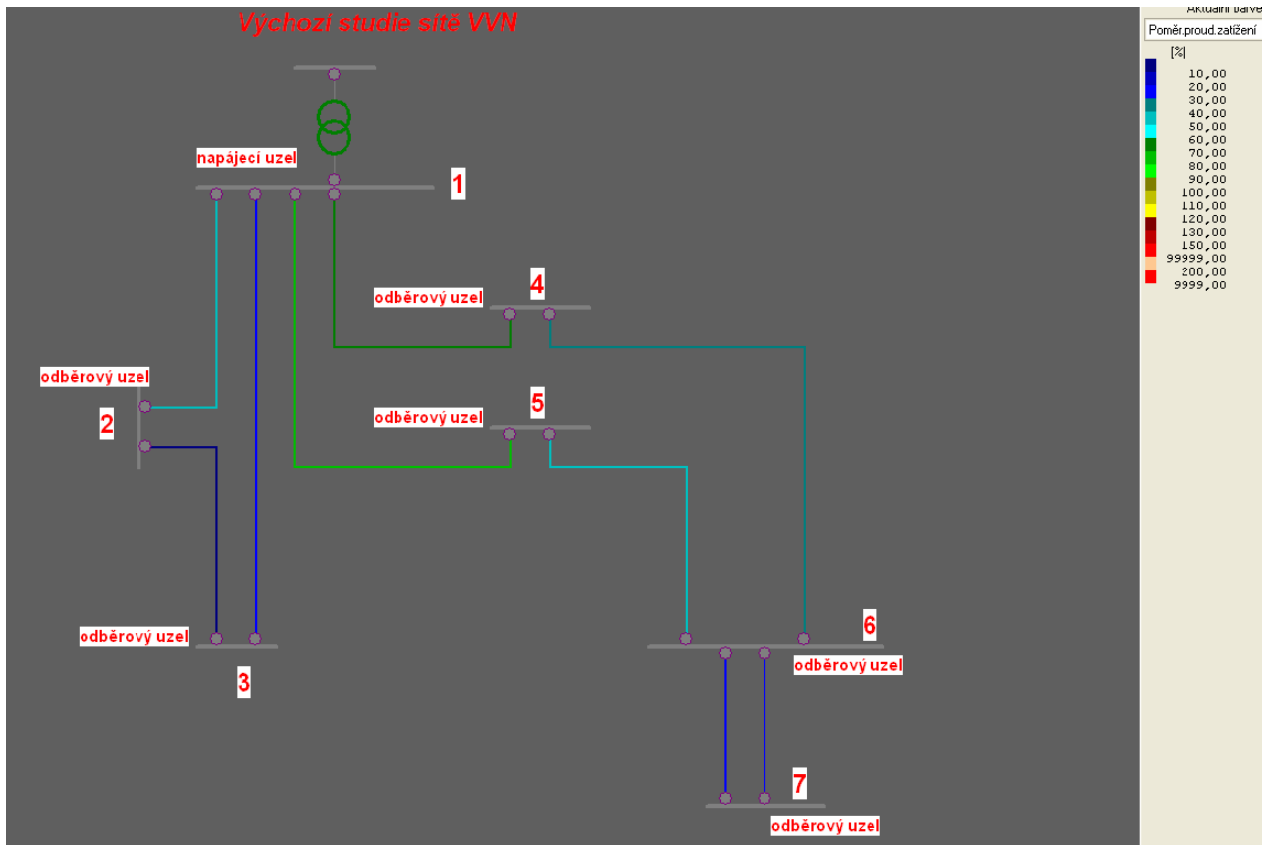 Výchozí studie sítě VVN
napájecí uzel
1
4
odběrový uzel
odběrový uzel
2
5
odběrový uzel
odběrový uzel
3
6
odběrový uzel
7
odběrový uzel
Poměr.proud.zatížení
[%]
10,00
20,00
30,00
40,00
50,00
60,00
70,00
80,00
90,00
100,00
110,00
120,00
130,00
150,00
99999,00
200,00
9999,00